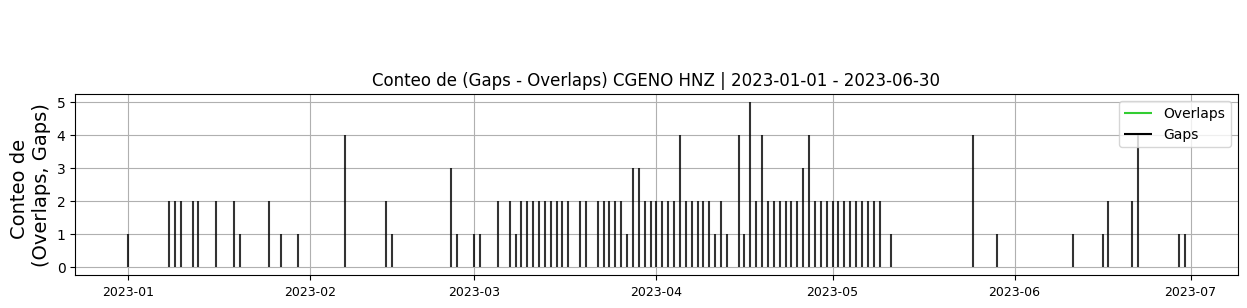 Conteo de (Gaps - Overlaps) CGENO HNZ | 2023-01-01 - 2023-06-30
Conteo de
(Overlaps, Gaps)
5
4
3
2
1
0
Overlaps
Gaps
2023-01
2023-02
2023-03
2023-04
2023-05
2023-06
2023-07